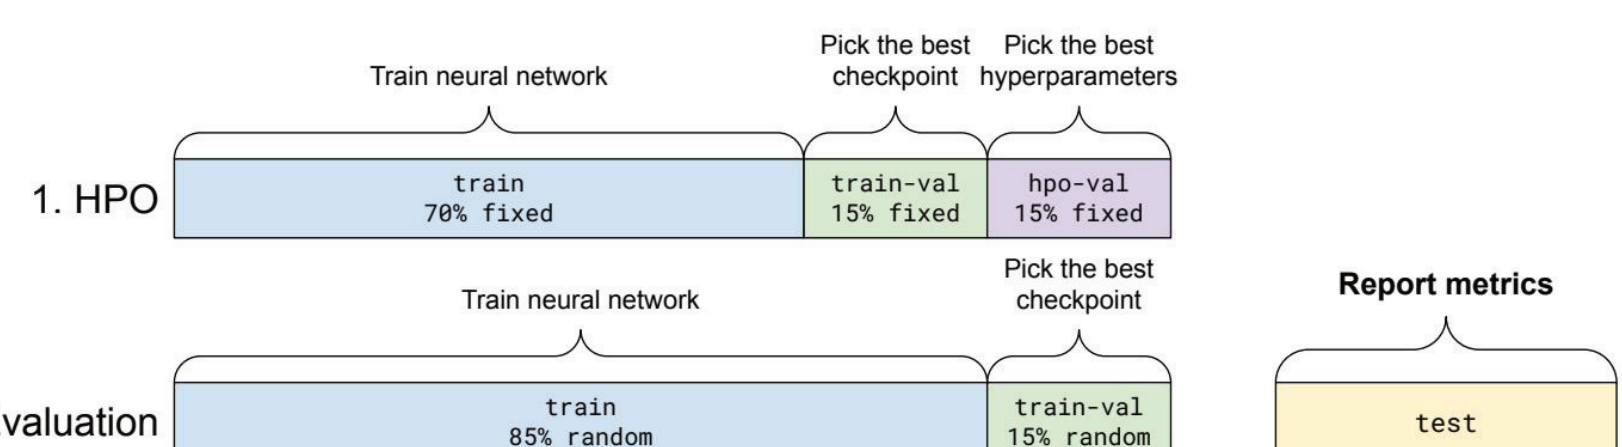 Pick the best
checkpoint
Pick the best
hyperparameters
Train neural network
1. HPO
train
70% fixed
train-val
15% fixed
hpo-val
15% fixed
Pick the best
checkpoint
Train neural network
Report metrics
valuation
train
85% random
train-val
15% random
test